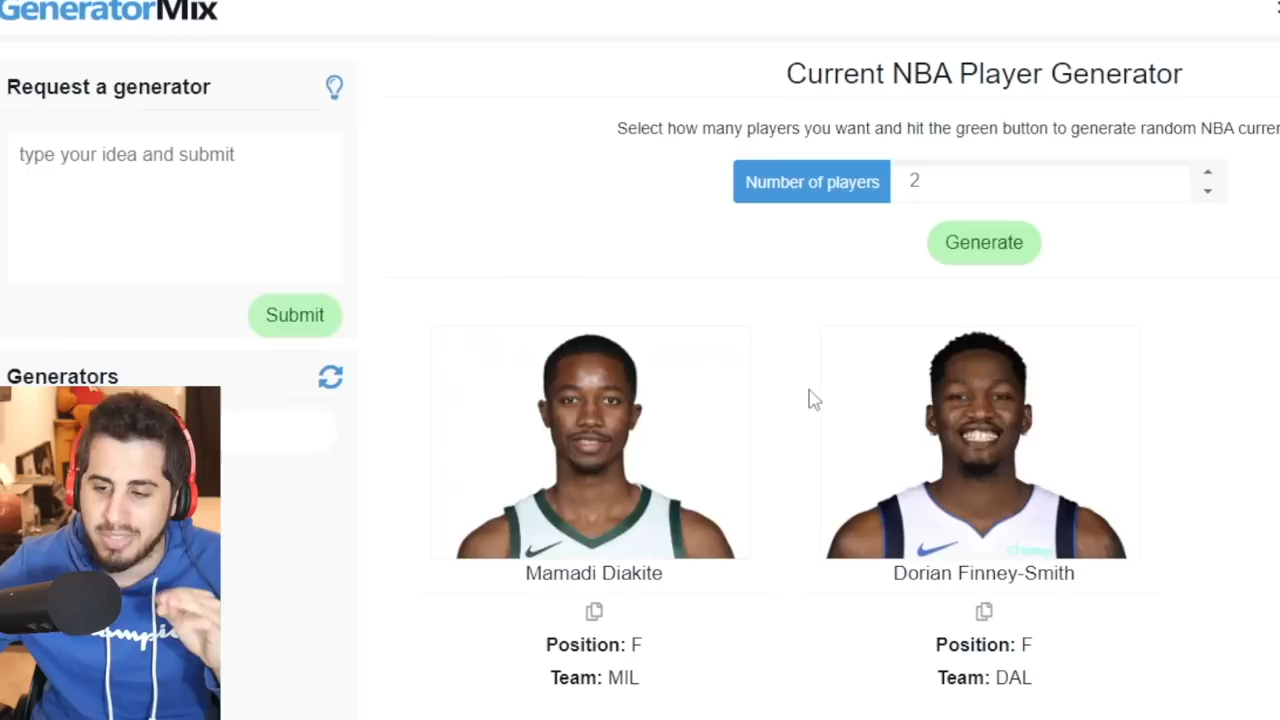 GeneratorMix
Request a generator
type your idea and submit
Submit
Generators
Current NBA Player Generator
Select how many players you want and hit the green button to generate random NBA
Number of players
2
Generate
Mamadi Diakite
Position: F
Team: MIL
Dorian Finney-Smith
Position: F
Team: DAL